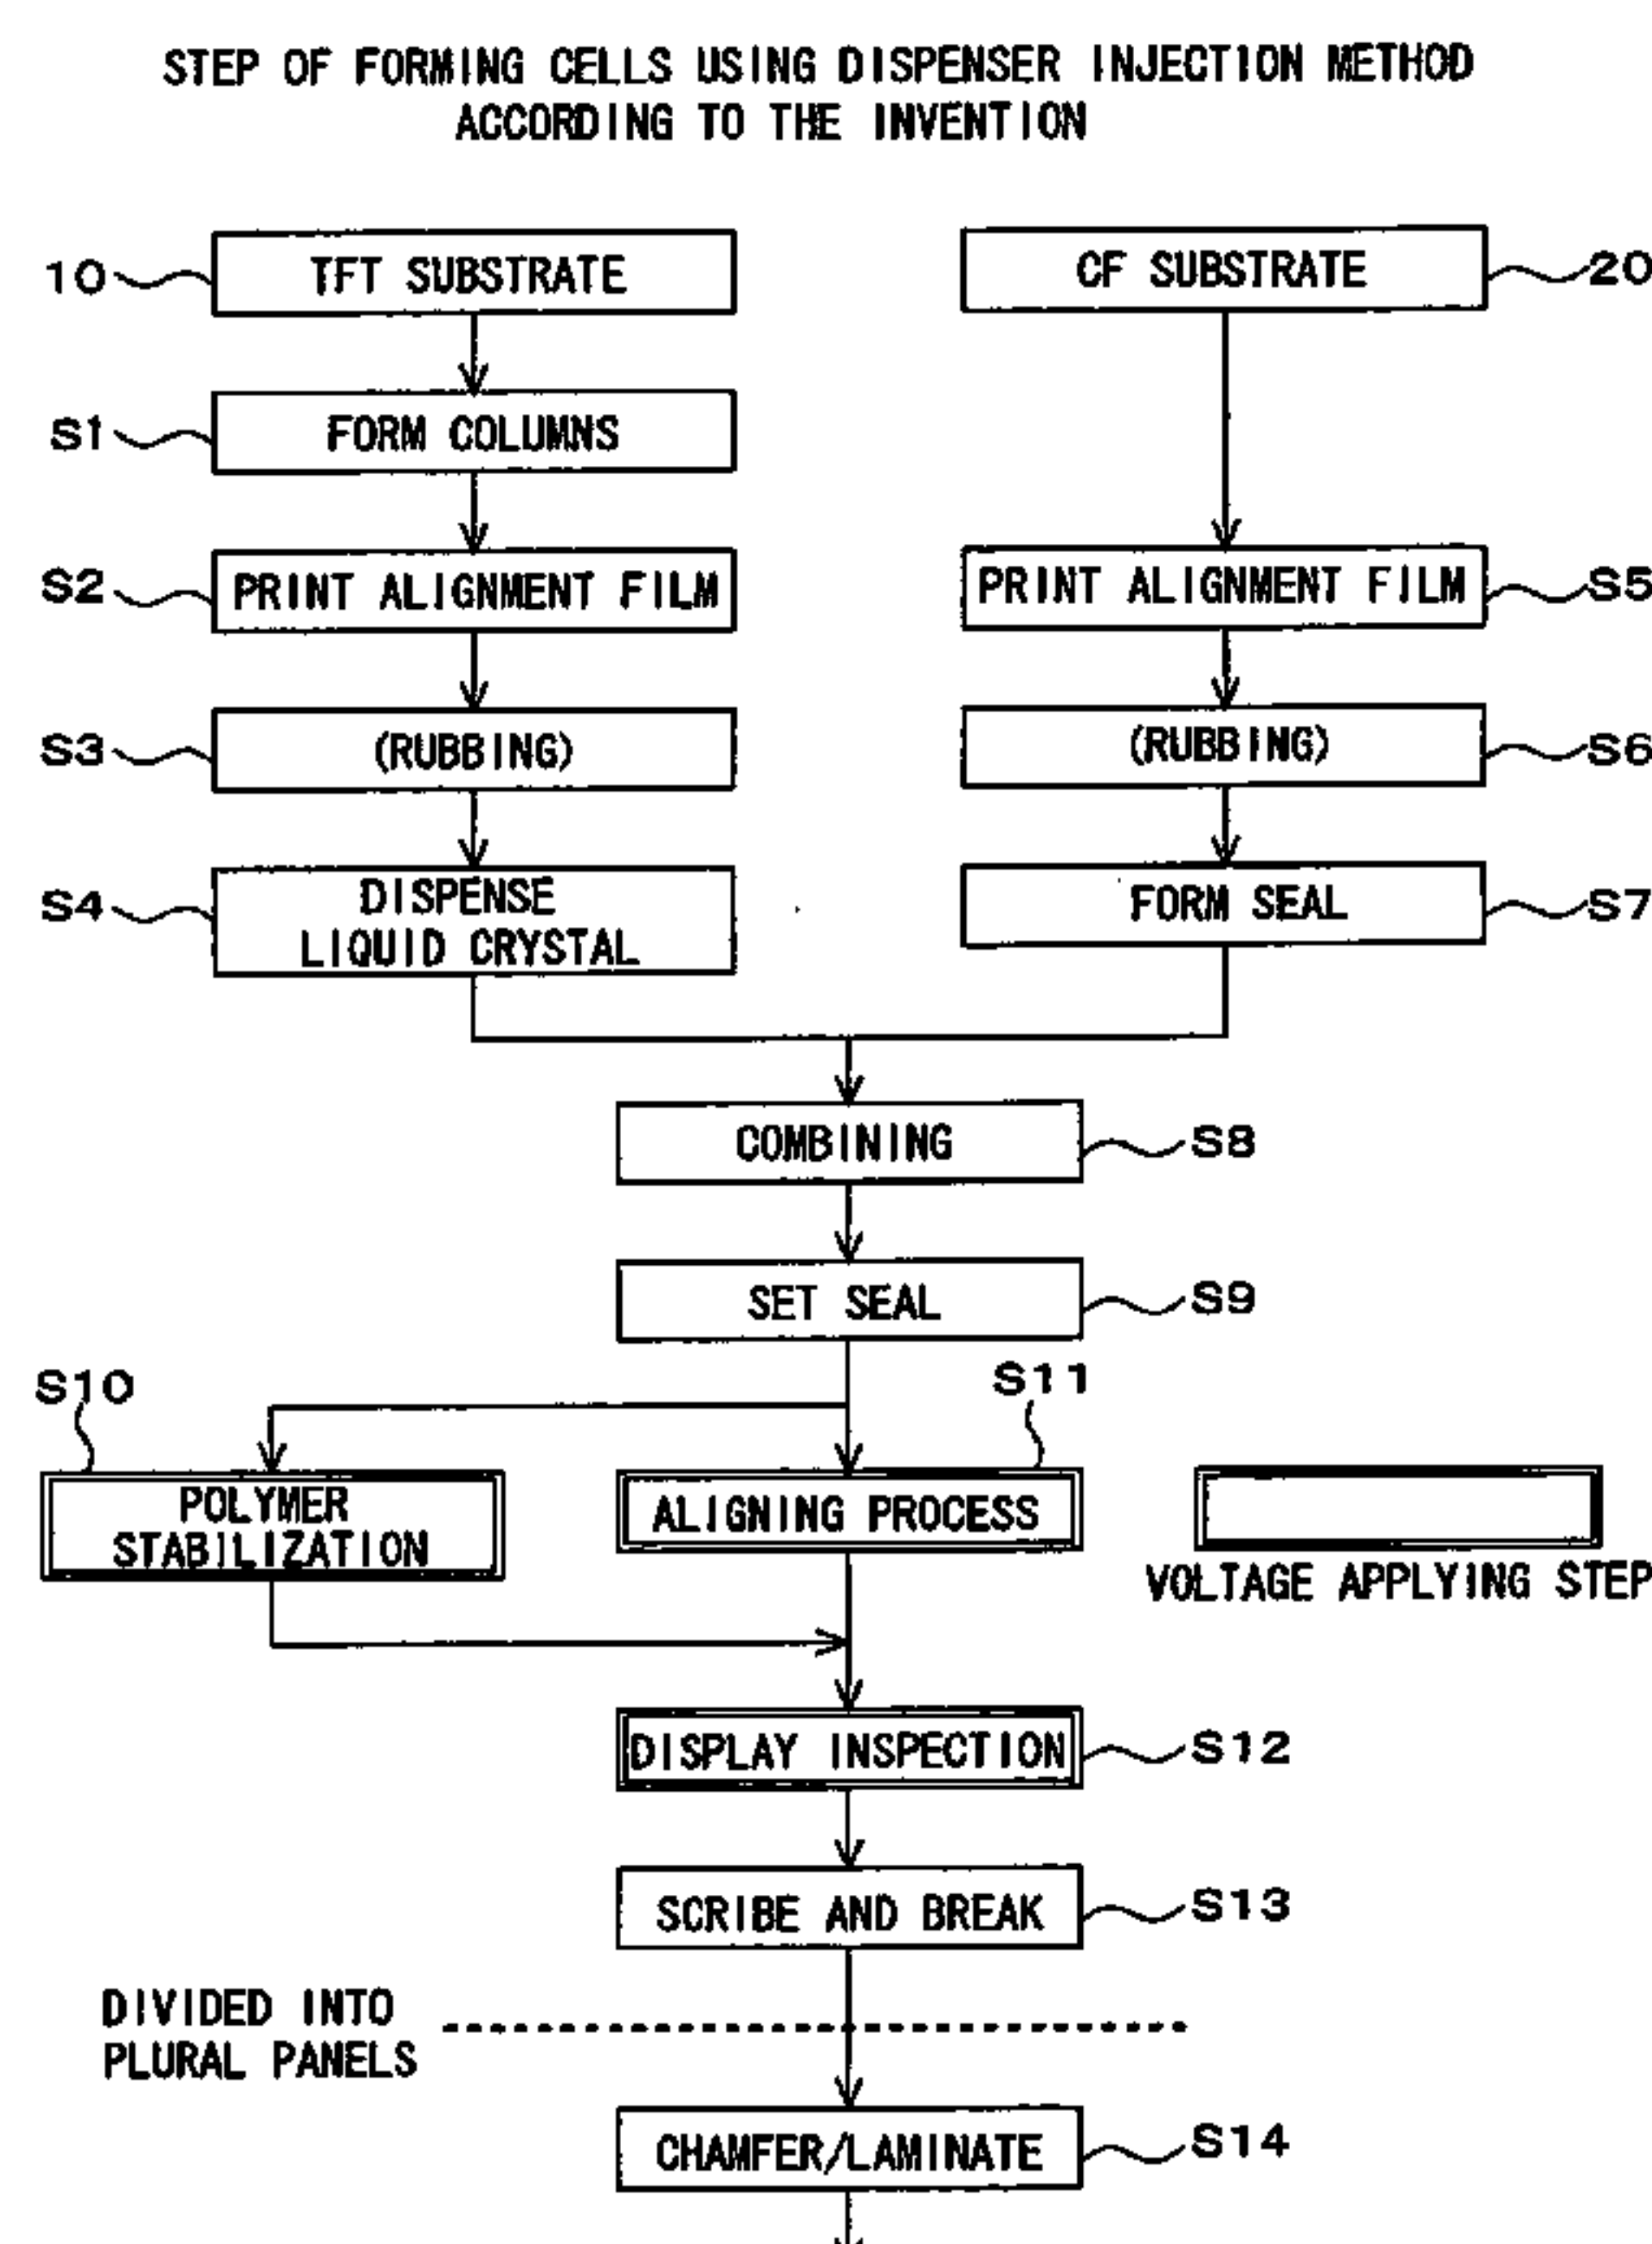 STEP OF FORMING CELLS USING DISPENSER INJECTION METHOD
ACCORDING TO THE INVENTION
10
TFT SUBSTRATE
CF SUBSTRATE
20
S1
FORM COLUMNS
S2
PRINT ALIGNMENT FILM
PRINT ALIGNMENT FILM
S5
S3
(RUBBING)
(RUBBING)
S6
S4
DISPENSE
LIQUID CRYSTAL
FORM SEAL
S7
COMBINING
S8
SET SEAL
S9
S10
S11
POLYMER
STABILIZATION
ALIGNING PROCESS
VOLTAGE APPLYING STEP
DISPLAY INSPECTION
S12
SCRIBE AND BREAK
S13
DIVIDED INTO
PLURAL PANELS
CHAMFER/LAMINATE
S14